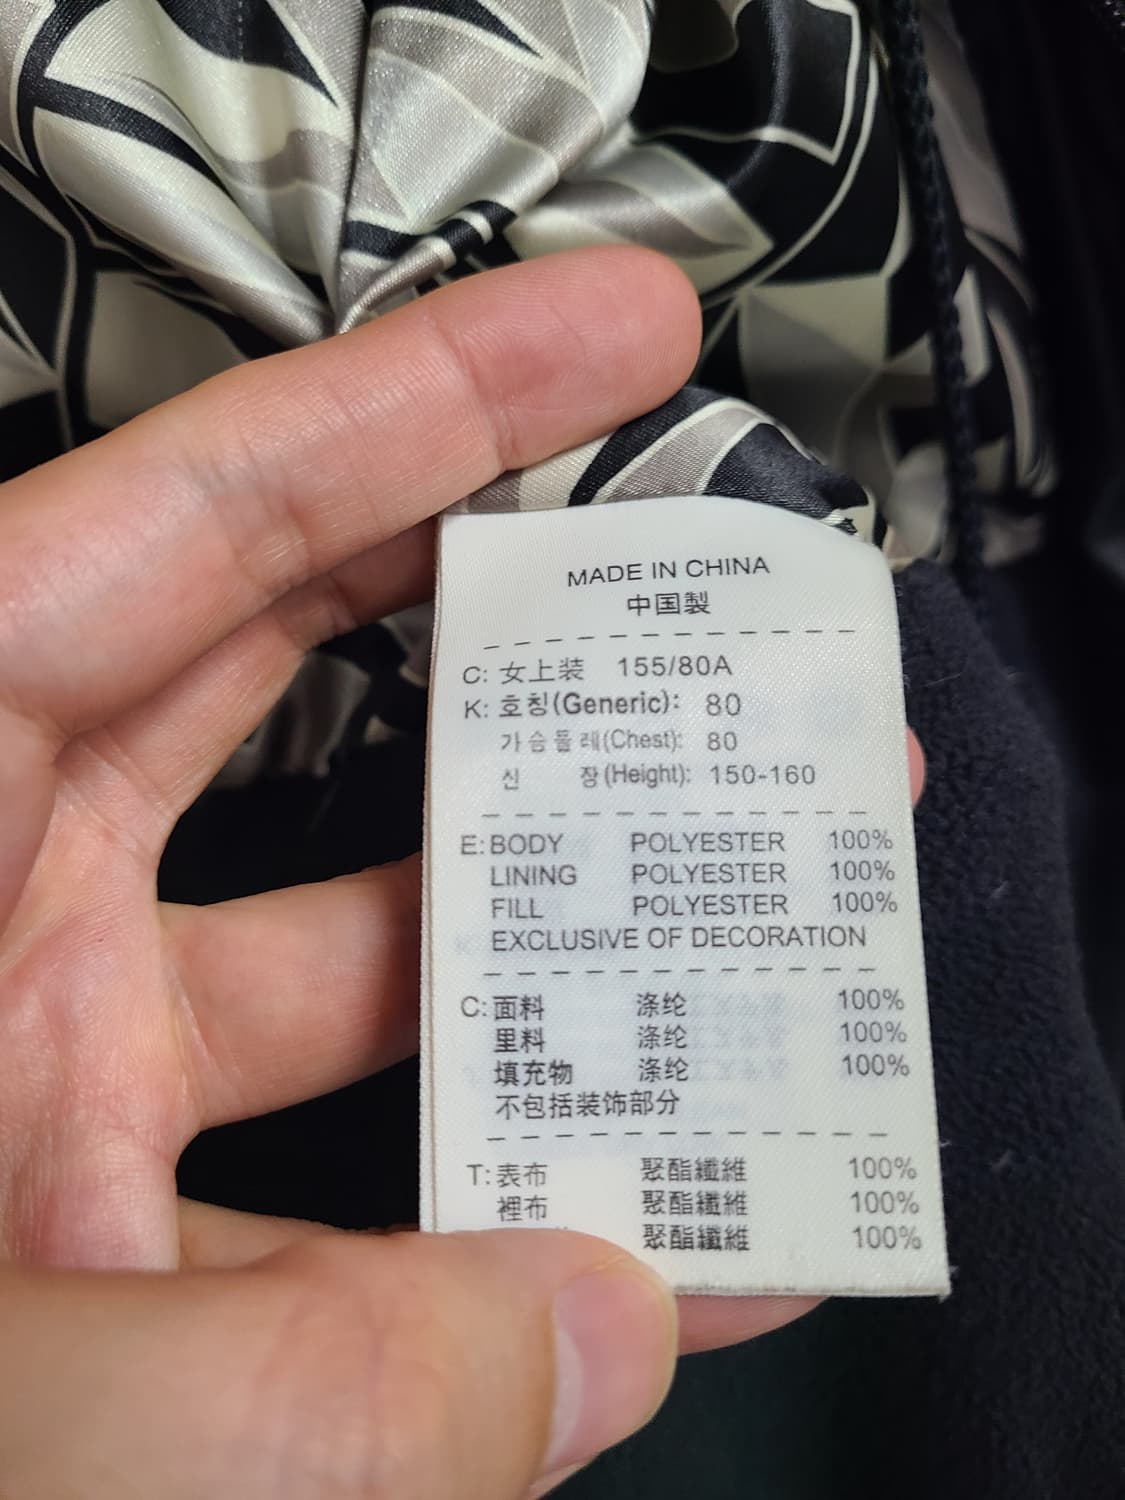 MADE IN CHINA
中国製
C: 女上装 155/80A
K: 호칭(Generic): 80
가슴둘레(Chest): 80
신 장(Height): 150-160
E: BODY POLYESTER 100%
LINING POLYESTER 100%
FILL POLYESTER 100%
EXCLUSIVE OF DECORATION
C: 面料 涤纶 100%
里料 涤纶 100%
填充物 涤纶 100%
不包括装饰部分
T: 表布 聚酯纖維 100%
裡布 聚酯纖維 100%
聚酯纖維 100%